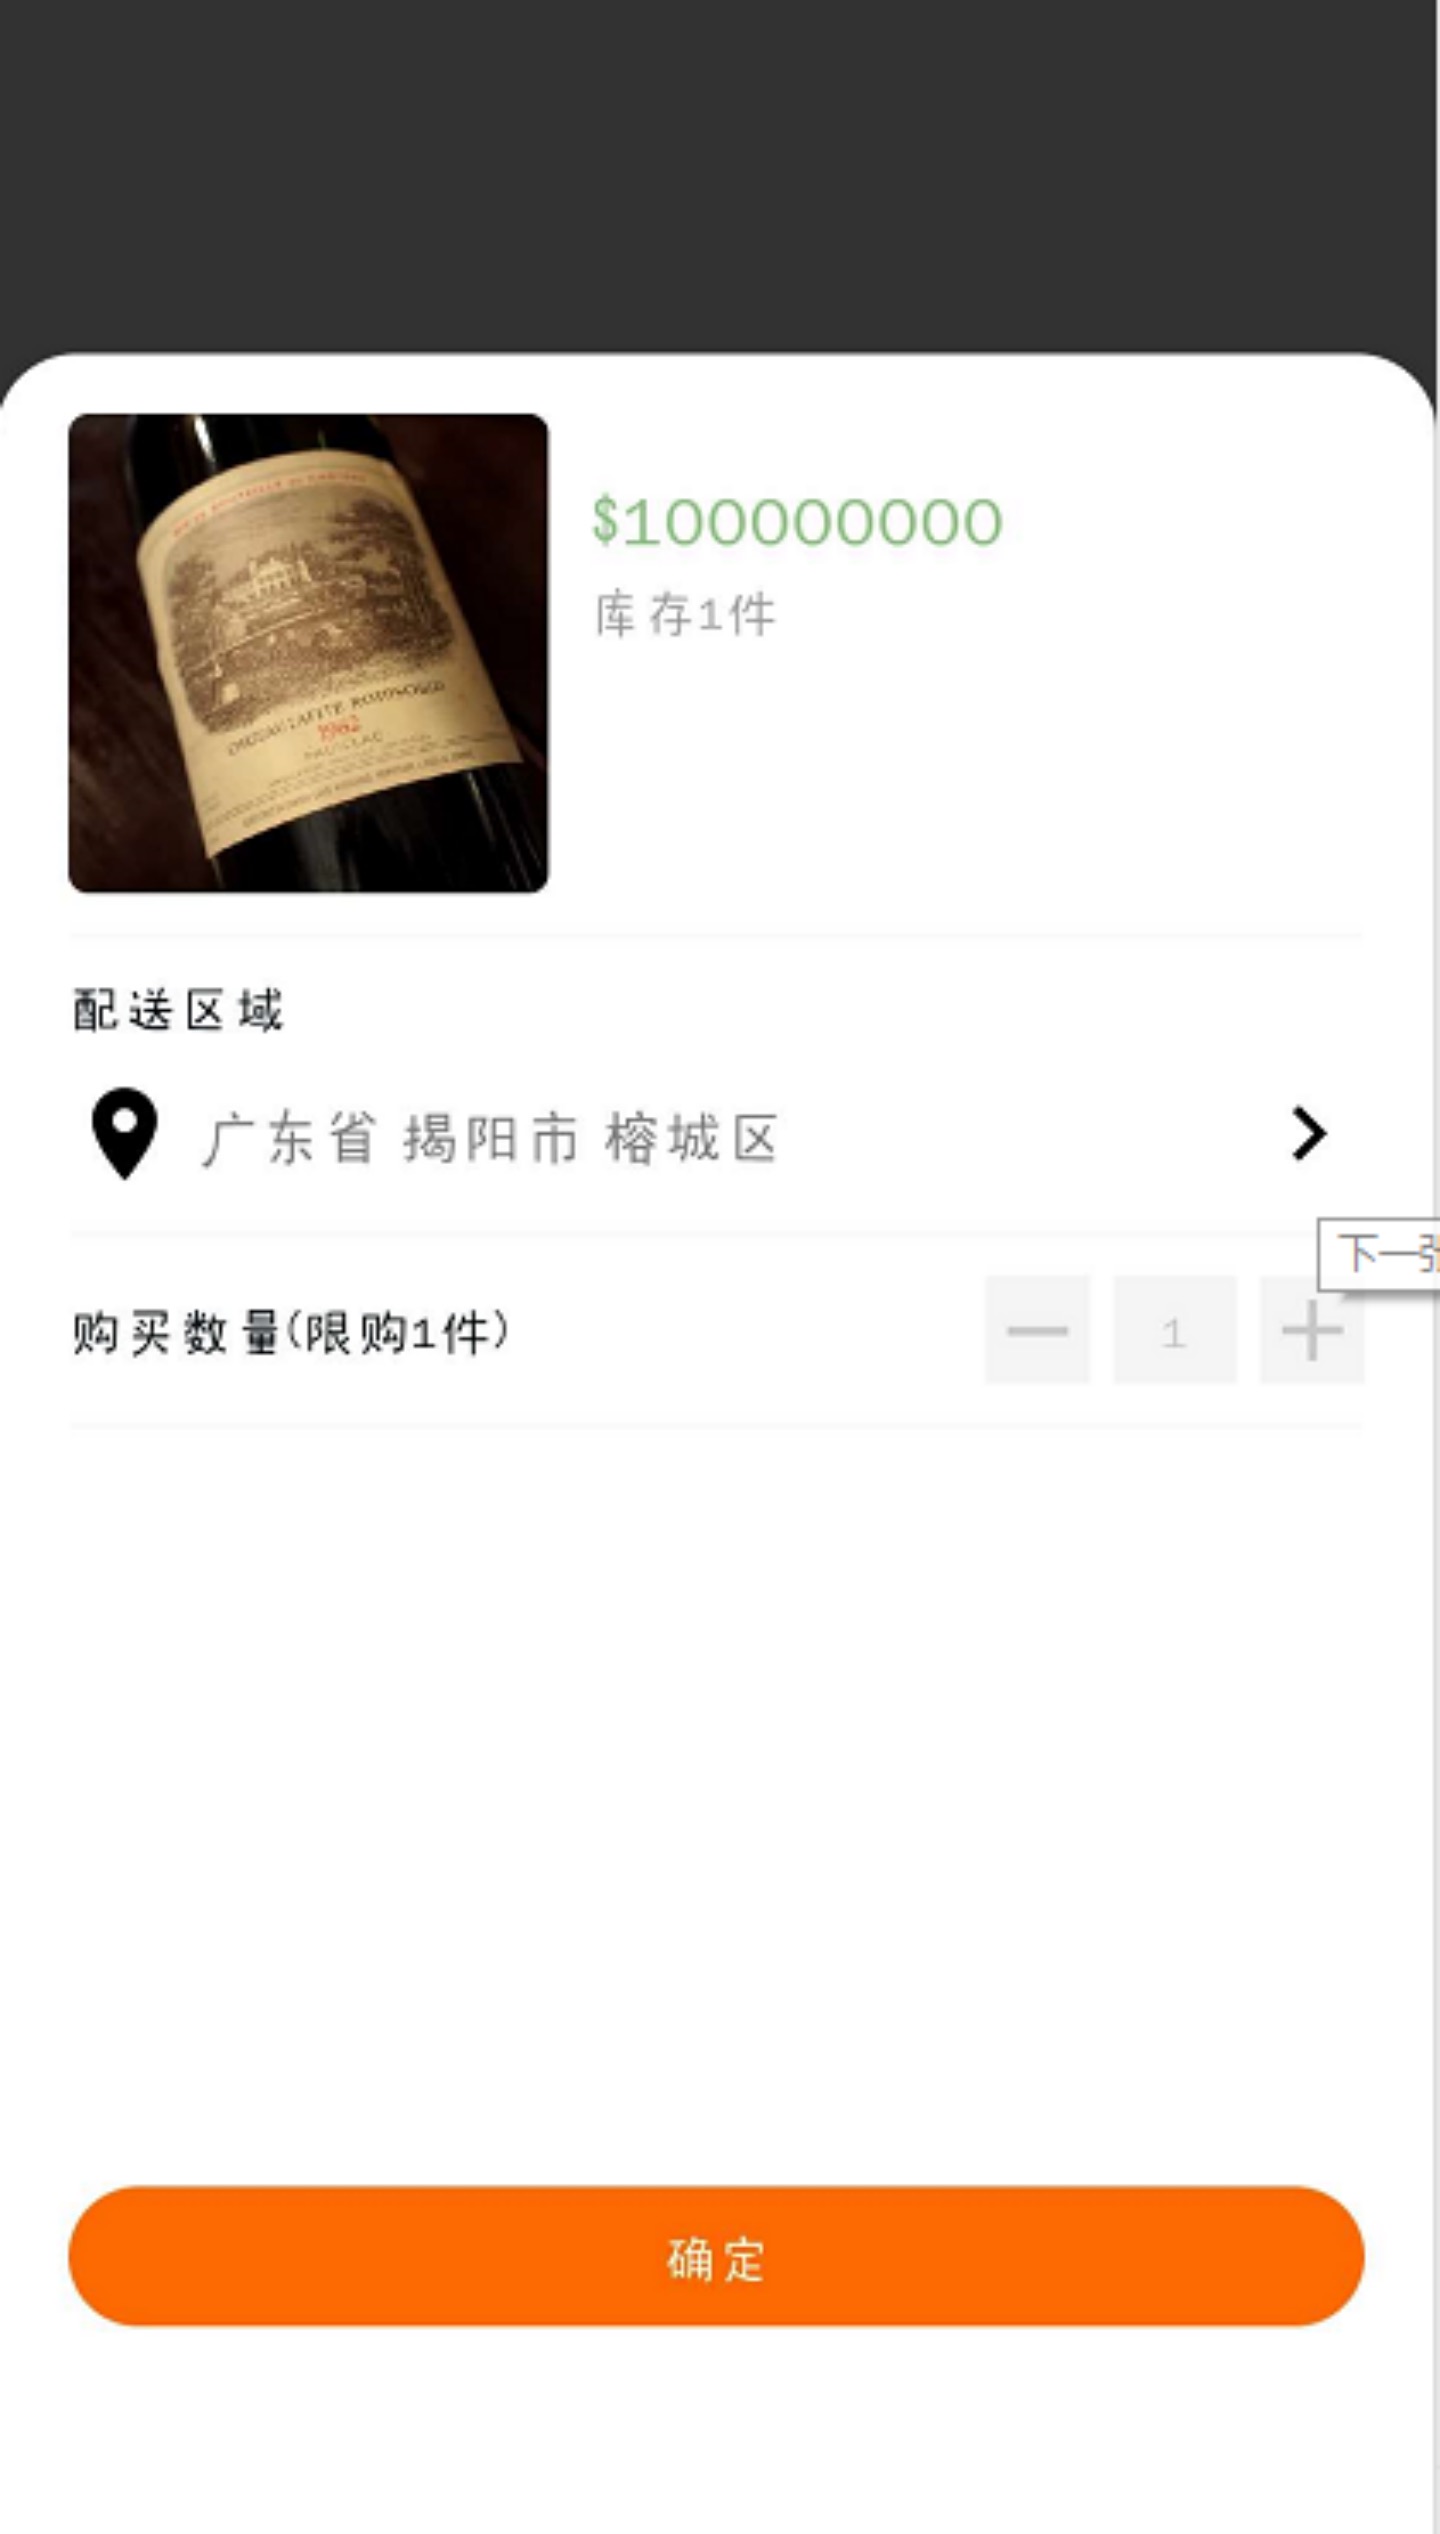 $100000000
库存1件
CHATEAU LAFITE ROTHSCHILD
1982
PAUILLAC
配送区域
广东省 揭阳市 榕城区
下一张
购买数量(限购1件)
1
确定